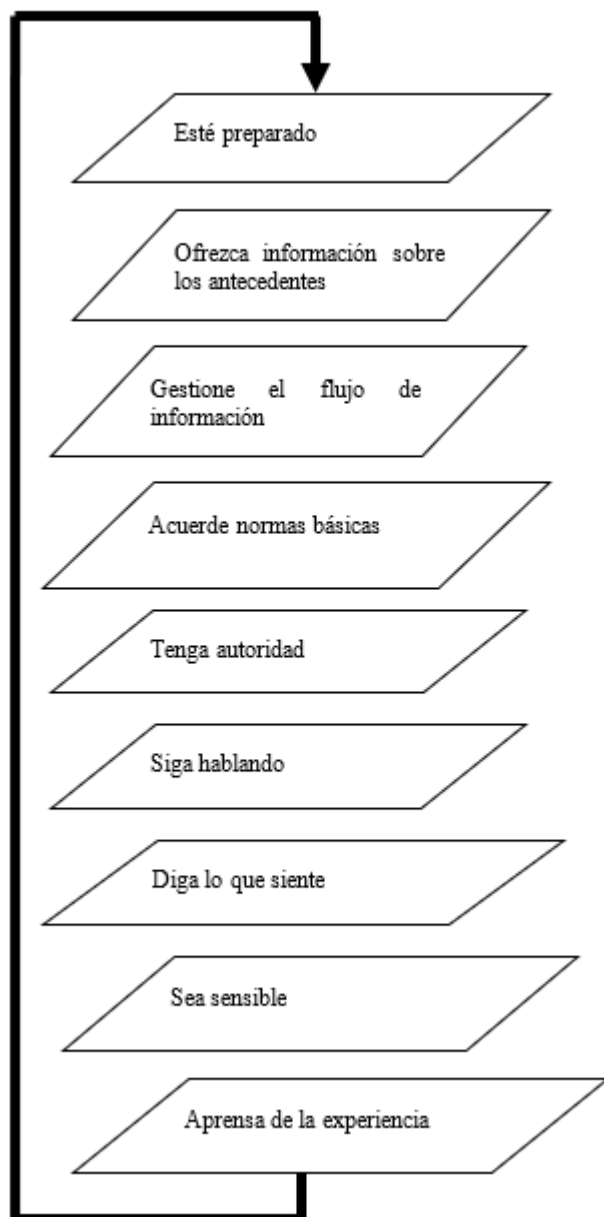 Esté preparado
Ofrezca información sobre
los antecedentes
Gestione el flujo de
información
Acuerde normas básicas
Tenga autoridad
Siga hablando
Diga lo que siente
Sea sensible
Aprensa de la experiencia